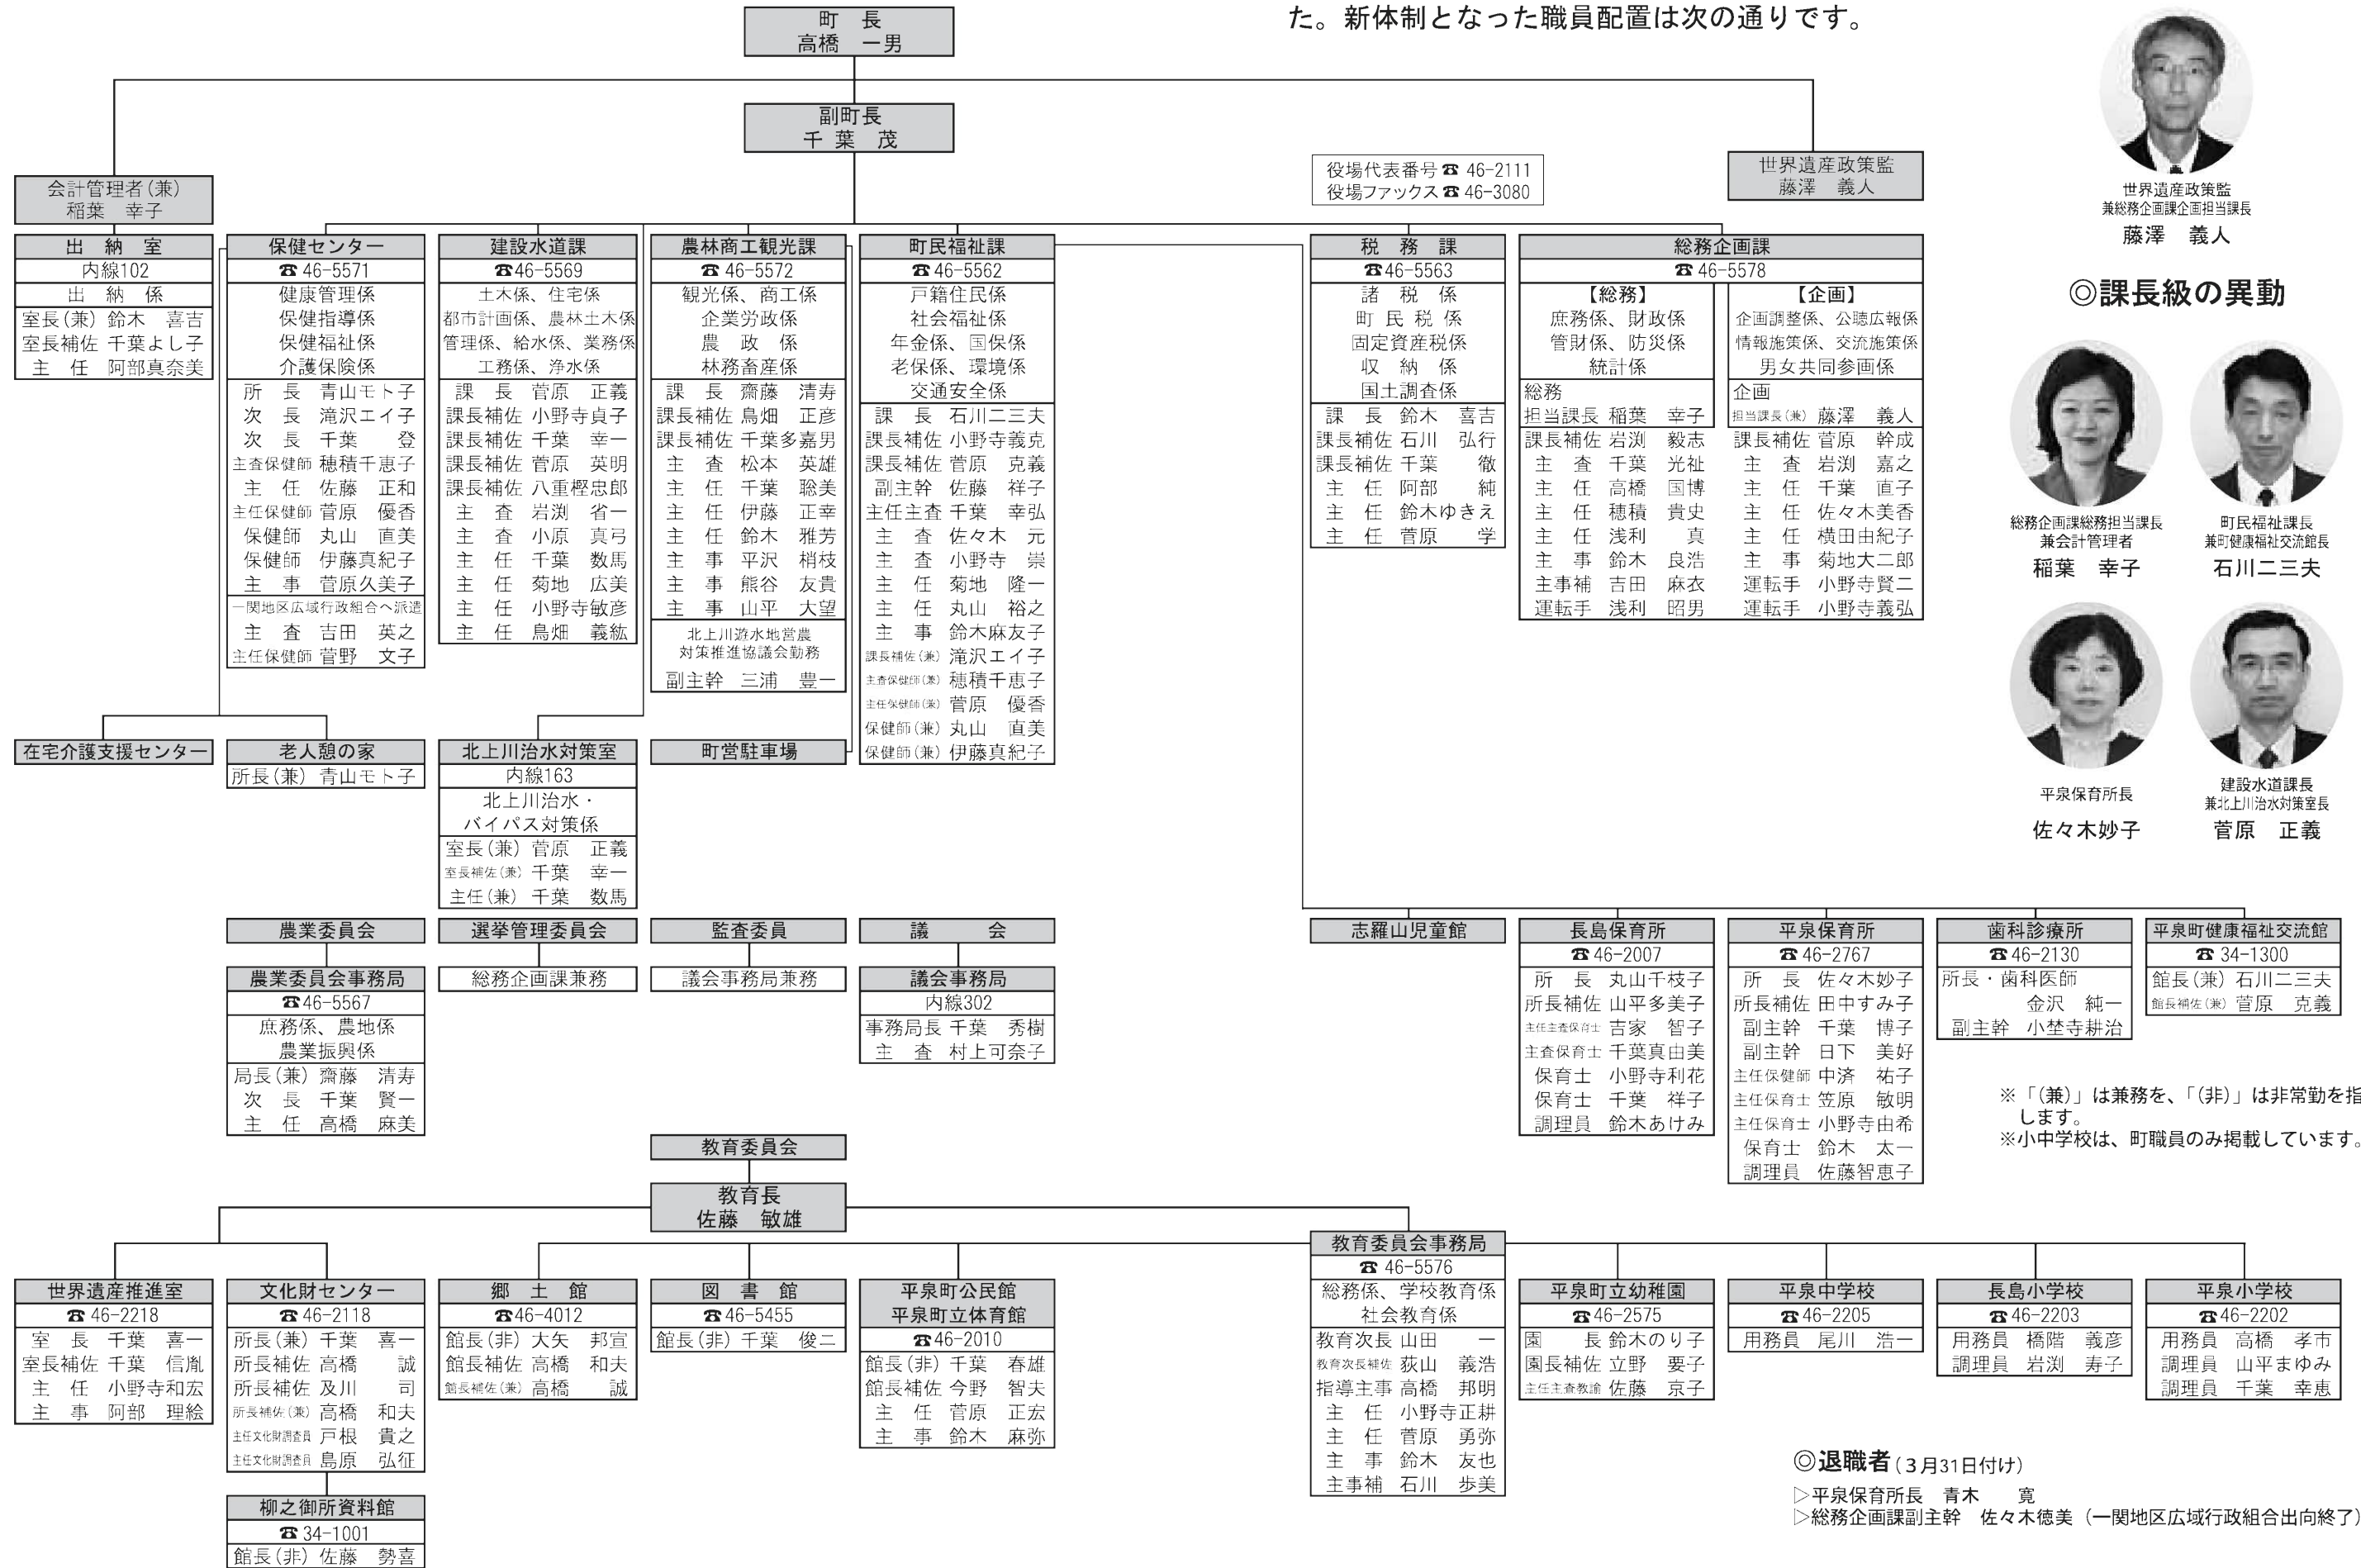 た。新体制となった職員配置は次の通りです。
町　長
高橋　一男
副町長
千葉　茂
役場代表番号☎ 46-2111
役場ファックス☎ 46-3080
世界遺産政策監
藤澤　義人
会計管理者(兼)
稲葉　幸子
出　納　室
内線102
出　納　係
室長(兼) 鈴木　喜吉
室長補佐 千葉よし子
主　任 阿部真奈美
保健センター
☎ 46-5571
健康管理係
保健指導係
保健福祉係
介護保険係
所　長 青山モト子
次　長 滝沢エイ子
次　長 千葉　登
主査保健師 穂積千恵子
主　任 佐藤　正和
主任保健師 菅原　優香
保健師 丸山　直美
保健師 伊藤真紀子
主　事 菅原久美子
一関地区広域行政組合へ派遣
主　査 吉田　英之
主任保健師 菅野　文子
建設水道課
☎46-5569
土木係、住宅係
都市計画係、農林土木係
管理係、給水係、業務係
工務係、浄水係
課　長 菅原　正義
課長補佐 小野寺貞子
課長補佐 千葉　幸一
課長補佐 菅原　英明
課長補佐 八重樫忠郎
主　査 岩渕　省一
主　査 小原　真弓
主　任 千葉　数馬
主　任 菊地　広美
主　任 小野寺敏彦
主　任 鳥畑　義紘
農林商工観光課
☎ 46-5572
観光係、商工係
企業労政係
農　政　係
林務畜産係
課　長 齋藤　清寿
課長補佐 鳥畑　正彦
課長補佐 千葉多嘉男
主　査 松本　英雄
主　任 千葉　聡美
主　任 伊藤　正幸
主　任 鈴木　雅芳
主　事 平沢　梢枝
主　事 熊谷　友貴
主　事 山平　大望
北上川遊水地営農
対策推進協議会勤務
副主幹 三浦　豊一
町民福祉課
☎46-5562
戸籍住民係
社会福祉係
年金係、国保係
老保係、環境係
交通安全係
課　長 石川二三夫
課長補佐 小野寺義克
課長補佐 菅原　克義
副主幹 佐藤　祥子
主任主査 千葉　幸弘
主　査 佐々木　元
主　査 小野寺　崇
主　任 菊地　隆一
主　任 丸山　裕之
主　事 鈴木麻友子
課長補佐(兼) 滝沢エイ子
主査保健師(兼) 穂積千恵子
主任保健師(兼) 菅原　優香
保健師(兼) 丸山　直美
保健師(兼) 伊藤真紀子
税　務　課
☎46-5563
諸　税　係
町 民 税 係
固定資産税係
収　納　係
国土調査係
課　長 鈴木　喜吉
課長補佐 石川　弘行
課長補佐 千葉　徹
主　任 阿部　純
主　任 鈴木ゆきえ
主　任 菅原　学
総務企画課
☎ 46-5578
【総務】
庶務係、財政係
管財係、防災係
統計係
総務
担当課長 稲葉　幸子
課長補佐 岩渕　毅志
主　査 千葉　光祉
主　任 高橋　国博
主　任 穂積　貴史
主　任 浅利　真
主　事 鈴木　良浩
主事補 吉田　麻衣
運転手 浅利　昭男
【企画】
企画調整係、公聴広報係
情報施策係、交流施策係
男女共同参画係
企画
担当課長(兼) 藤澤　義人
課長補佐 菅原　幹成
主　査 岩渕　嘉之
主　任 千葉　直子
主　任 佐々木美香
主　任 横田由紀子
主　事 菊地大二郎
運転手 小野寺賢二
運転手 小野寺義弘
世界遺産政策監
兼総務企画課企画担当課長
藤澤　義人
◎課長級の異動
総務企画課総務担当課長
兼会計管理者
稲葉　幸子
町民福祉課長
兼町健康福祉交流館長
石川二三夫
平泉保育所長
佐々木妙子
建設水道課長
兼北上川治水対策室長
菅原　正義
在宅介護支援センター
老人憩の家
所長(兼) 青山モト子
北上川治水対策室
内線163
北上川治水・
バイパス対策係
室長(兼) 菅原　正義
室長補佐(兼) 千葉　幸一
主任(兼) 千葉　数馬
町営駐車場
農業委員会
農業委員会事務局
☎46-5567
庶務係、農地係
農業振興係
局長(兼) 齋藤　清寿
次　長 千葉　賢一
主　任 高橋　麻美
選挙管理委員会
総務企画課兼務
監査委員
議会事務局兼務
議　会
議会事務局
内線302
事務局長 千葉　秀樹
主　査 村上可奈子
志羅山児童館
長島保育所
☎46-2007
所　長 丸山千枝子
所長補佐 山平多美子
主任主査保育士 吉家　智子
主査保育士 千葉真由美
保育士 小野寺利花
保育士 千葉　祥子
調理員 鈴木あけみ
平泉保育所
☎46-2767
所　長 佐々木妙子
所長補佐 田中すみ子
副主幹 千葉　博子
副主幹 日下　美好
主任保健師 中済　祐子
主任保育士 笠原　敏明
主任保育士 小野寺由希
保育士 鈴木　太一
調理員 佐藤智恵子
歯科診療所
☎46-2130
所長・歯科医師
金沢　純一
副主幹 小埜寺耕治
平泉町健康福祉交流館
☎ 34-1300
館長(兼) 石川二三夫
館長補佐(兼) 菅原　克義
※「(兼)」は兼務を、「(非)」は非常勤を指
します。
※小中学校は、町職員のみ掲載しています。
教育委員会
教育長
佐藤　敏雄
世界遺産推進室
☎ 46-2218
室　長 千葉　喜一
室長補佐 千葉　信胤
主　任 小野寺和宏
主　事 阿部　理絵
文化財センター
☎ 46-2118
所長(兼) 千葉　喜一
所長補佐 高橋　誠
所長補佐 及川　司
所長補佐(兼) 高橋　和夫
主任文化財調査員 戸根　貴之
主任文化財調査員 島原　弘征
柳之御所資料館
☎ 34-1001
館長(非) 佐藤　勢喜
郷　土　館
☎46-4012
館長(非) 大矢　邦宣
館長補佐 高橋　和夫
館長補佐(兼) 高橋　誠
図　書　館
☎ 46-5455
館長(非) 千葉　俊二
平泉町公民館
平泉町立体育館
☎46-2010
館長(非) 千葉　春雄
館長補佐 今野　智夫
主　任 菅原　正宏
主　事 鈴木　麻弥
教育委員会事務局
☎ 46-5576
総務係、学校教育係
社会教育係
教育次長 山田　一
教育次長補佐 荻山　義浩
指導主事 高橋　邦明
主　任 小野寺正耕
主　任 菅原　勇弥
主　事 鈴木　友也
主事補 石川　歩美
平泉町立幼稚園
☎46-2575
園　長 鈴木のり子
園長補佐 立野　要子
主任主査教諭 佐藤　京子
平泉中学校
☎46-2205
用務員 尾川　浩一
長島小学校
☎46-2203
用務員 橋階　義彦
調理員 岩渕　寿子
平泉小学校
☎46-2202
用務員 高橋　孝市
調理員 山平まゆみ
調理員 千葉　幸恵
◎退職者(3月31日付け)
▷平泉保育所長　青木　寛
▷総務企画課副主幹　佐々木徳美（一関地区広域行政組合出向終了）